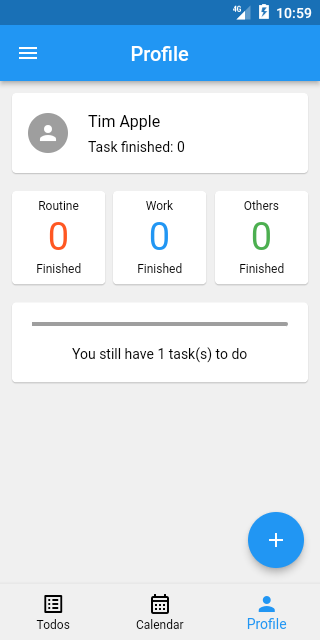 4G 10:59
Profile
Tim Apple
Task finished: 0
Routine Work Others
0 0 0
Finished Finished Finished
You still have 1 task(s) to do
Todos Calendar Profile